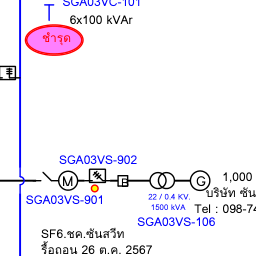 SGA03VC-101
6x100 kVAr
ชำรุด
SGA03VS-902
M
G
1,000
SGA03VS-901
22 / 0.4 KV.
1500 kVA
บริษัท ซัน
Tel : 098-74
SGA03VS-106
SF6.ชค.ซันสวีท
รื้อถอน 26 ต.ค. 2567